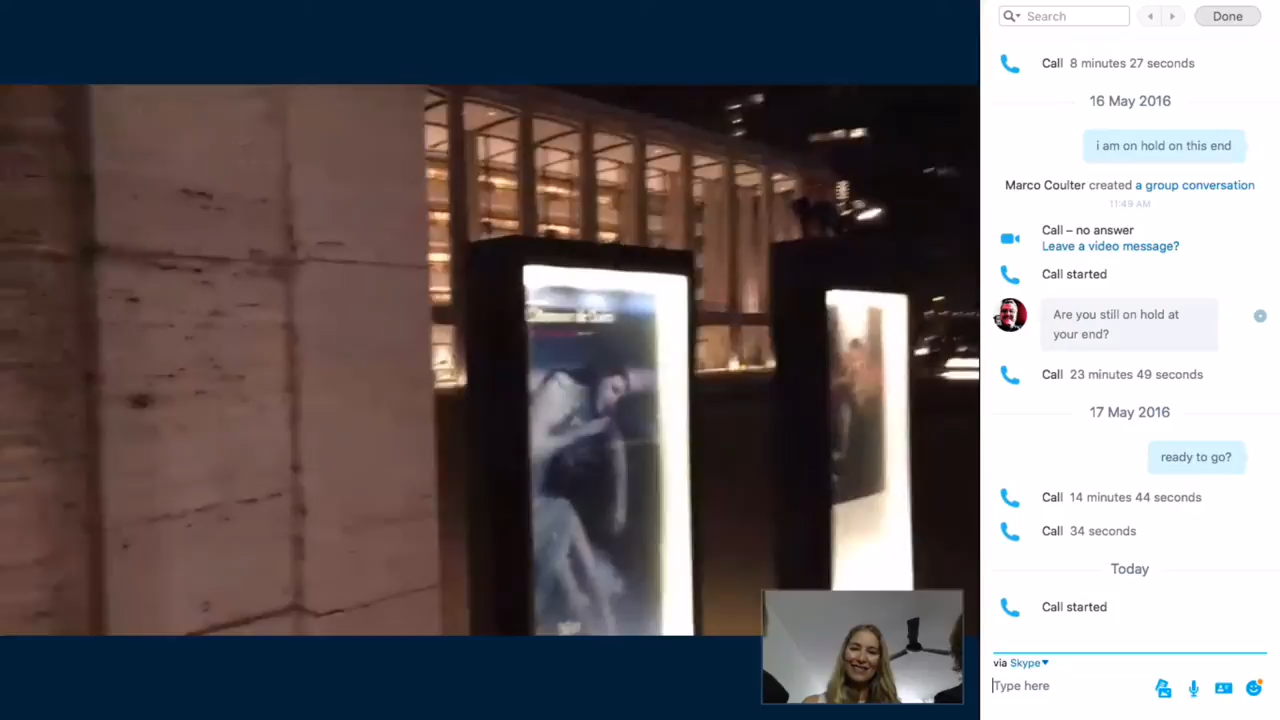 Search
Done
Call 8 minutes 27 seconds
16 May 2016
i am on hold on this end
Marco Coulter created a group conversation
11:49 AM
Call – no answer
Leave a video message?
Call started
Are you still on hold at
your end?
Call 23 minutes 49 seconds
17 May 2016
ready to go?
Call 14 minutes 44 seconds
Call 34 seconds
Today
Call started
via Skype
Type here